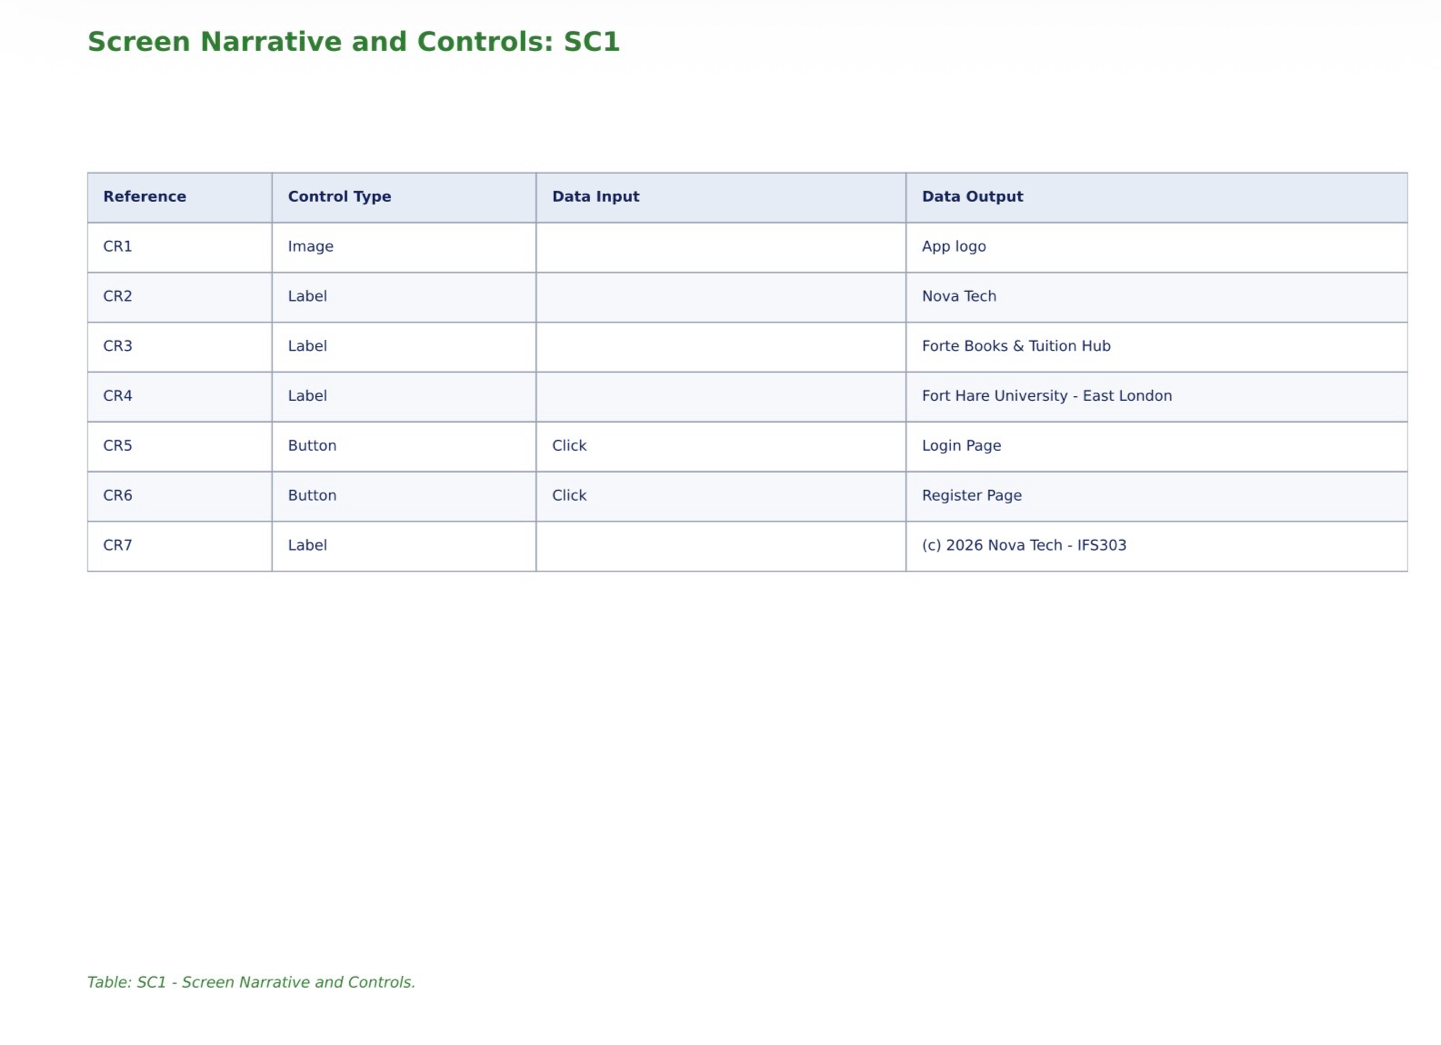 Screen Narrative and Controls: SC1
Reference Control Type Data Input Data Output
CR1 Image App logo
CR2 Label Nova Tech
CR3 Label Forte Books & Tuition Hub
CR4 Label Fort Hare University - East London
CR5 Button Click Login Page
CR6 Button Click Register Page
CR7 Label (c) 2026 Nova Tech - IFS303
Table: SC1 - Screen Narrative and Controls.